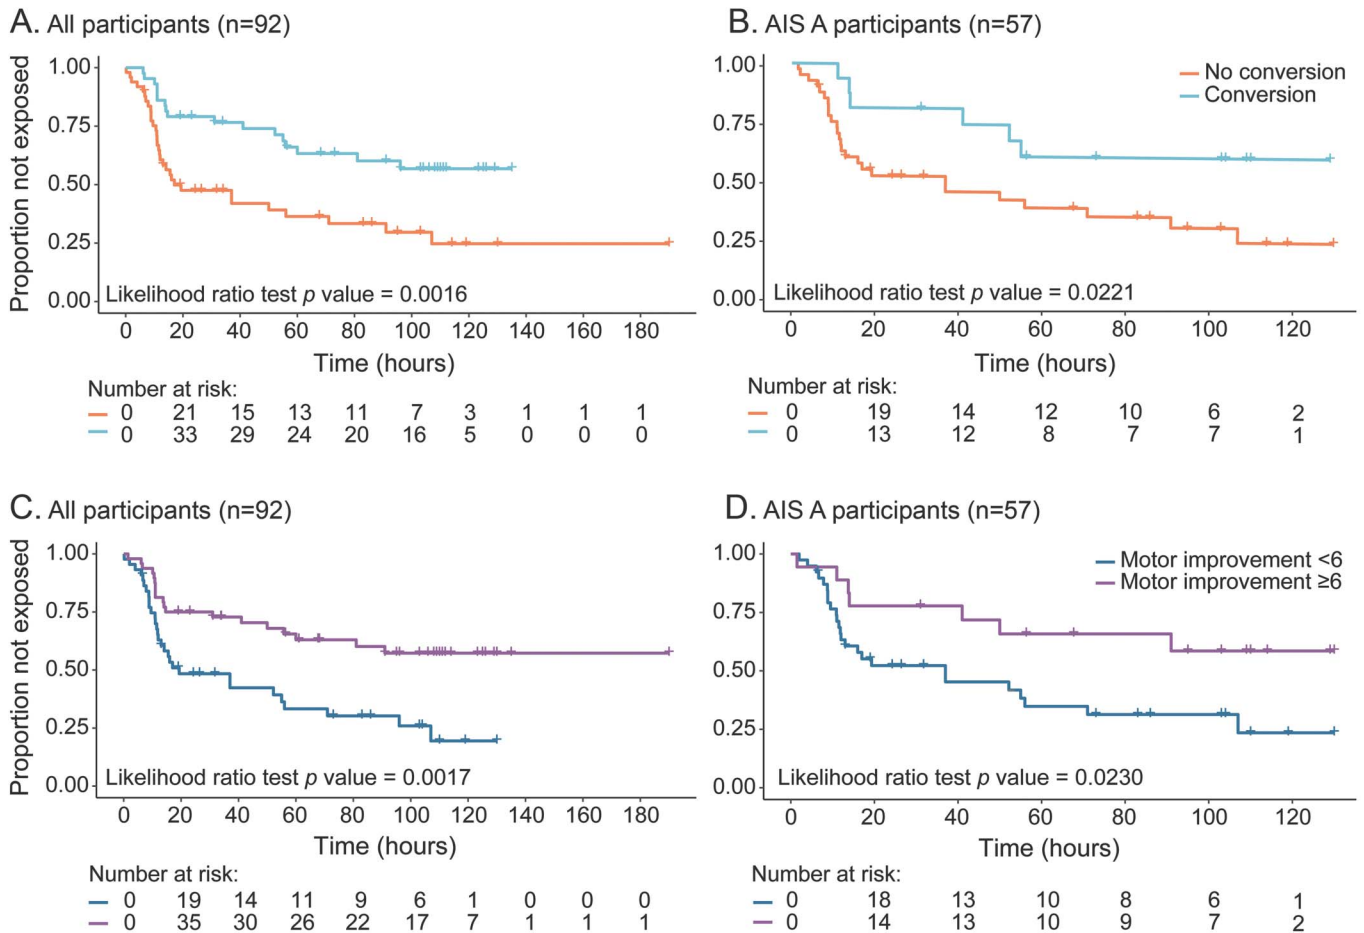 A. All participants (n=92)
Proportion not exposed
1.00
0.75
0.50
0.25
0.00
Likelihood ratio test p value = 0.0016
0 20 40 60 80 100 120 140 160 180
Time (hours)
Number at risk:
0 21 15 13 11 7 3 1 1 1
0 33 29 24 20 16 5 0 0 0
B. AIS A participants (n=57)
No conversion
Conversion
1.00
0.75
0.50
0.25
0.00
Likelihood ratio test p value = 0.0221
0 20 40 60 80 100 120
Time (hours)
Number at risk:
0 19 14 12 10 6 2
0 13 12 8 7 7 1
C. All participants (n=92)
Proportion not exposed
1.00
0.75
0.50
0.25
0.00
Likelihood ratio test p value = 0.0017
0 20 40 60 80 100 120 140 160 180
Time (hours)
Number at risk:
0 19 14 11 9 6 1 0 0 0
0 35 30 26 22 17 7 1 1 1
D. AIS A participants (n=57)
Motor improvement <6
Motor improvement ≥6
1.00
0.75
0.50
0.25
0.00
Likelihood ratio test p value = 0.0230
0 20 40 60 80 100 120
Time (hours)
Number at risk:
0 18 13 10 8 6 1
0 14 13 10 9 7 2